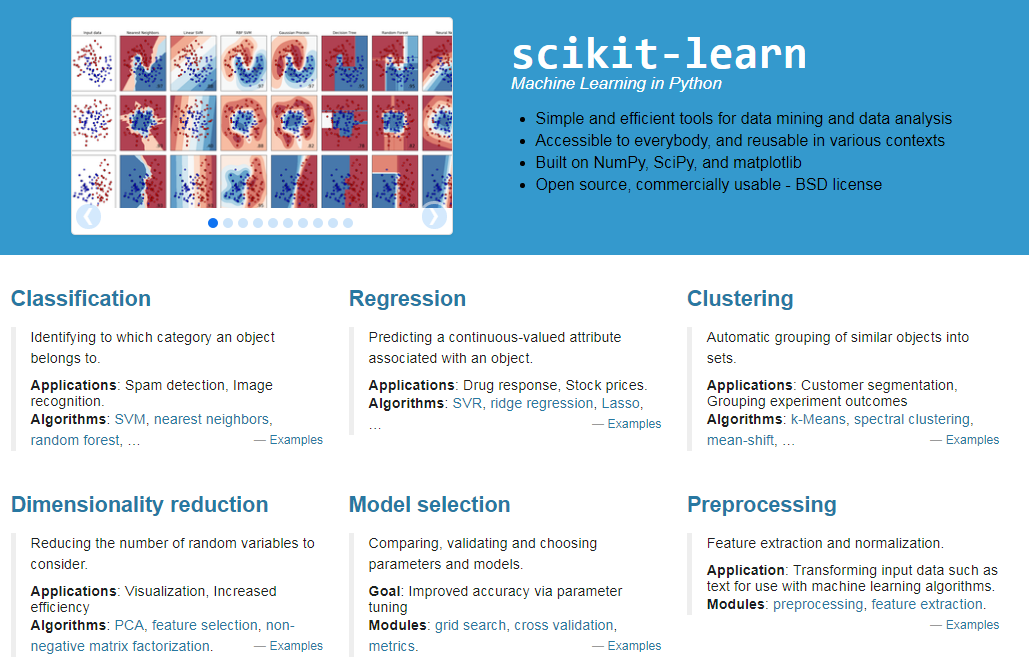 Input data Nearest Neighbors Linear SVM RBF SVM Gaussian Process Decision Tree Random Forest
scikit-learn
Machine Learning in Python
Simple and efficient tools for data mining and data analysis
Accessible to everybody, and reusable in various contexts
Built on NumPy, SciPy, and matplotlib
Open source, commercially usable - BSD license
Classification
Identifying to which category an object
belongs to.
Applications: Spam detection, Image
recognition.
Algorithms: SVM, nearest neighbors,
random forest, ... — Examples
Regression
Predicting a continuous-valued attribute
associated with an object.
Applications: Drug response, Stock prices.
Algorithms: SVR, ridge regression, Lasso,
... — Examples
Clustering
Automatic grouping of similar objects into
sets.
Applications: Customer segmentation,
Grouping experiment outcomes
Algorithms: k-Means, spectral clustering,
mean-shift, ... — Examples
Dimensionality reduction
Reducing the number of random variables to
consider.
Applications: Visualization, Increased
efficiency
Algorithms: PCA, feature selection, non-
negative matrix factorization. — Examples
Model selection
Comparing, validating and choosing
parameters and models.
Goal: Improved accuracy via parameter
tuning
Modules: grid search, cross validation,
metrics. — Examples
Preprocessing
Feature extraction and normalization.
Application: Transforming input data such as
text for use with machine learning algorithms.
Modules: preprocessing, feature extraction.
— Examples